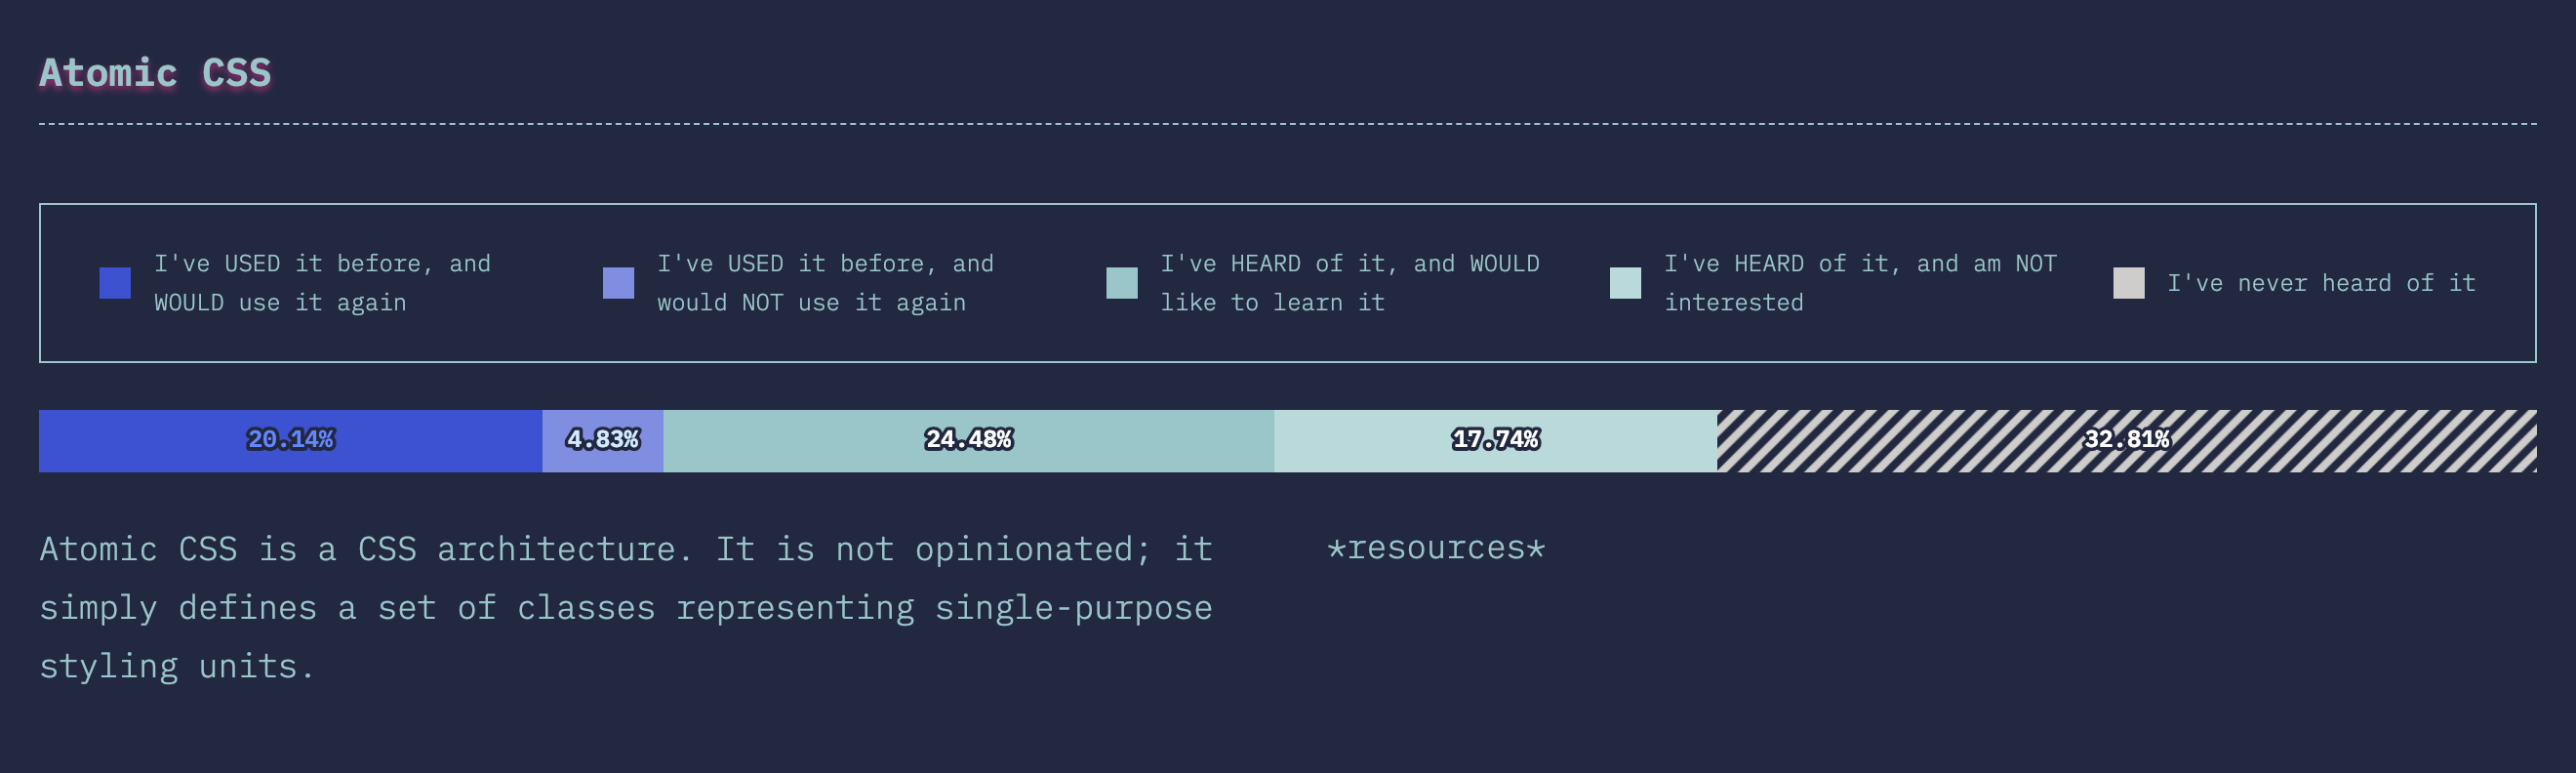 Atomic CSS
I've USED it before, and
WOULD use it again
I've USED it before, and
would NOT use it again
I've HEARD of it, and WOULD
like to learn it
I've HEARD of it, and am NOT
interested
I've never heard of it
20.14%
4.83%
24.48%
17.74%
32.81%
Atomic CSS is a CSS architecture. It is not opinionated; it
simply defines a set of classes representing single-purpose
styling units.
*resources*